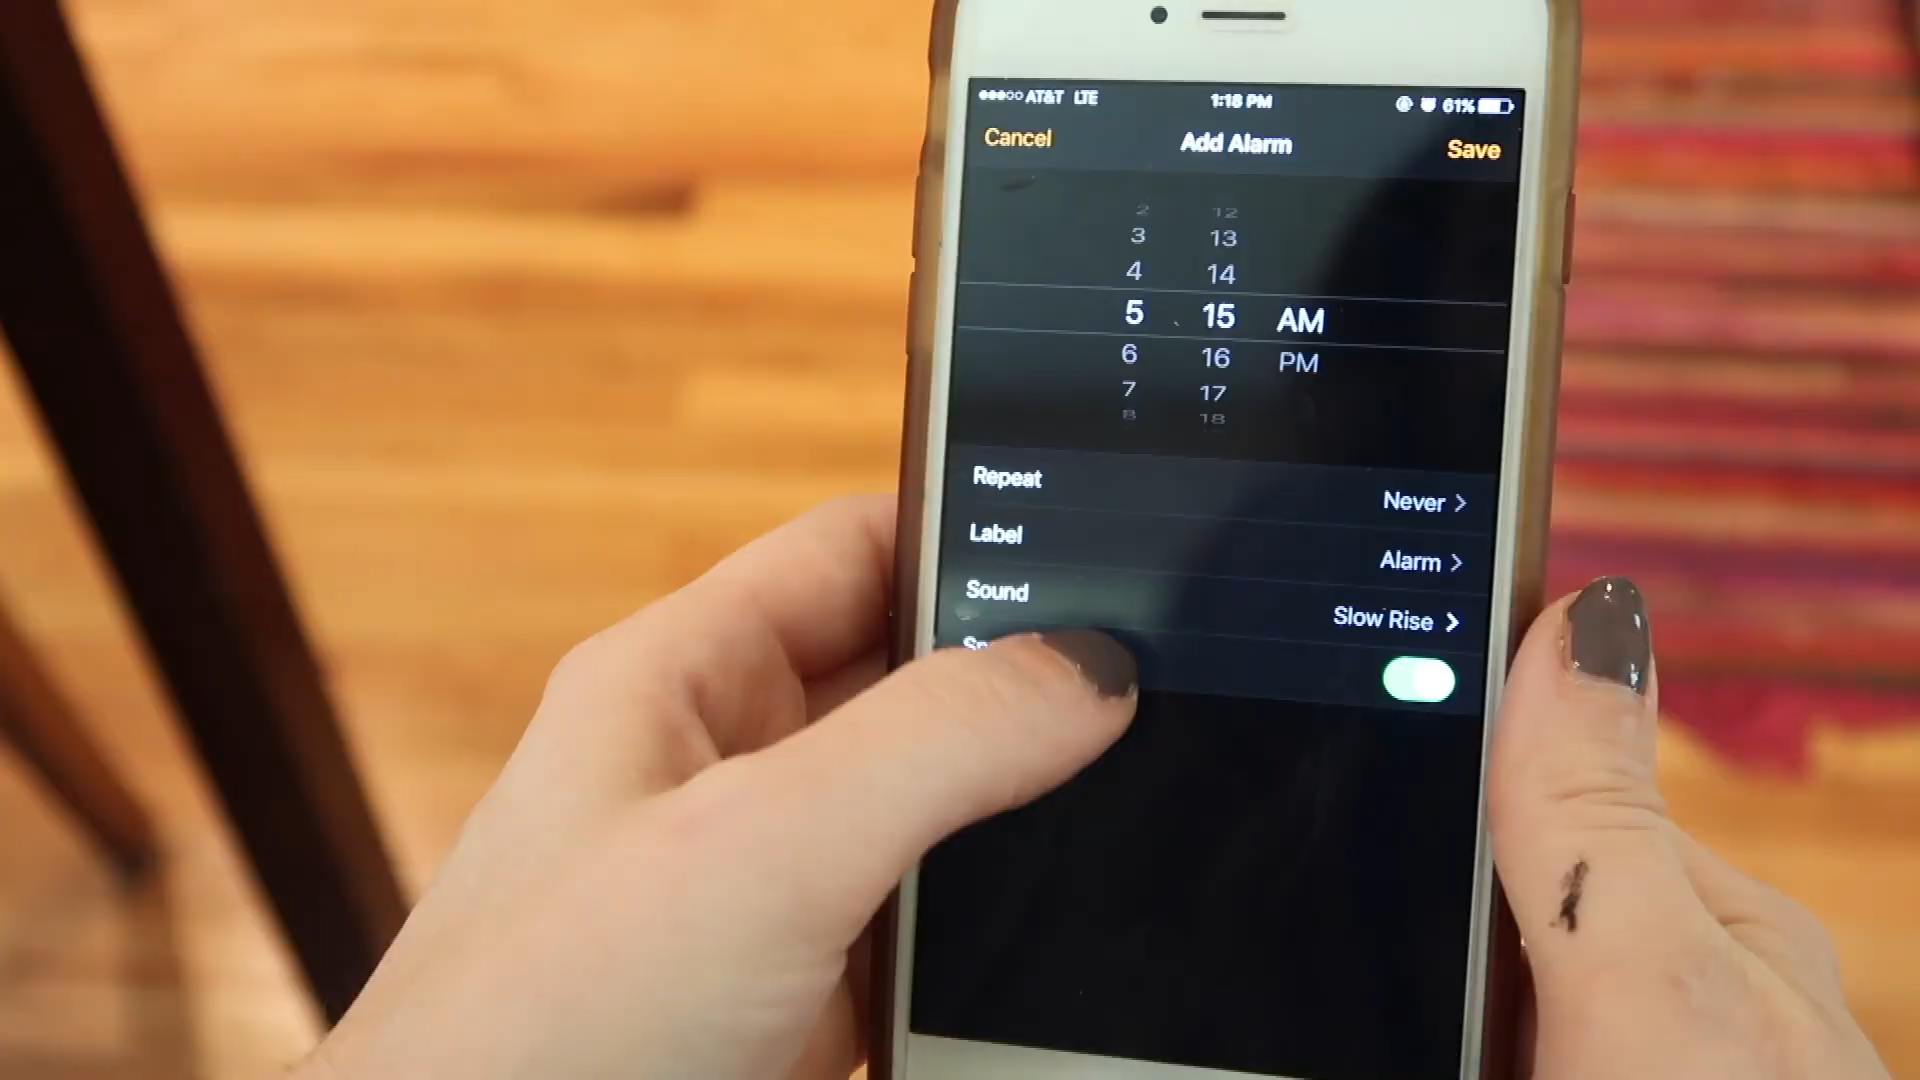 AT&T LTE 1:18 PM 61%
Cancel Add Alarm Save
2 12
3 13
4 14
5 15 AM
6 16 PM
7 17
8 18
Repeat Never
Label Alarm
Sound Slow Rise